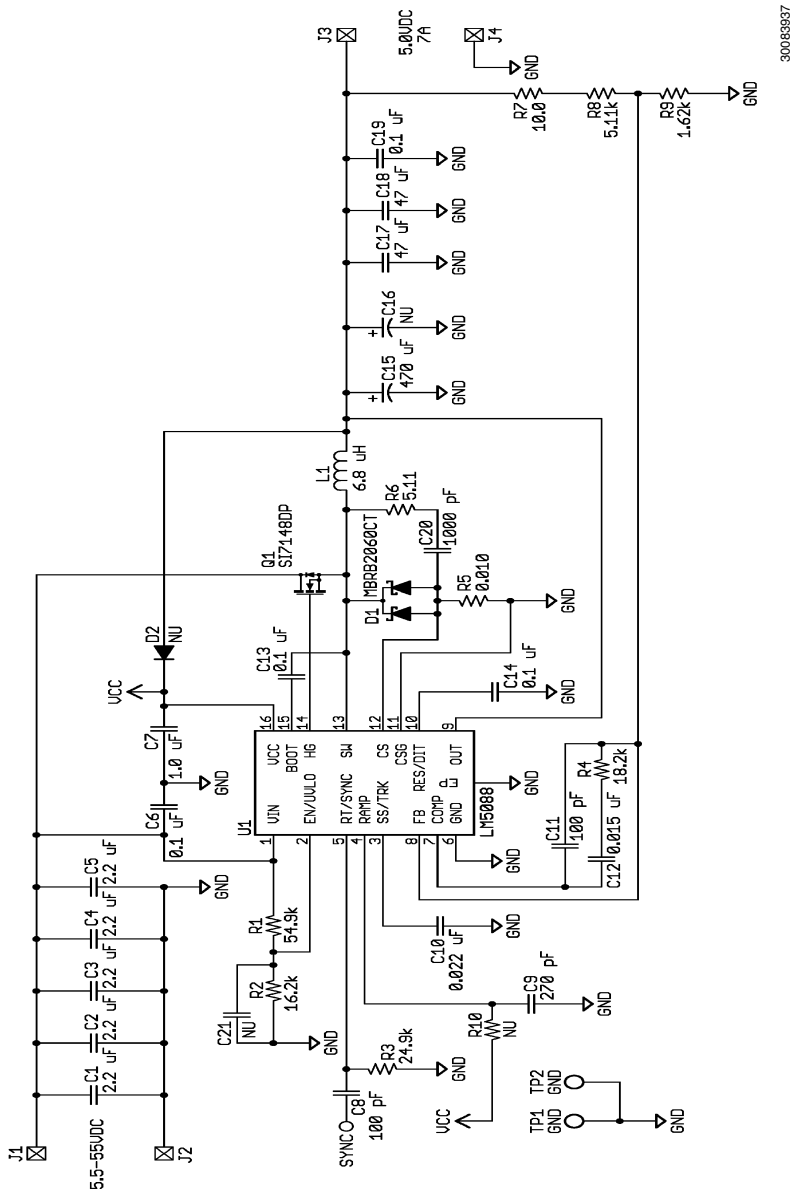 30083937
J1
5.5-55VDC
J2
C1
2.2 uF
C2
2.2 uF
C3
2.2 uF
C4
2.2 uF
C5
2.2 uF
GND
C6
0.1 uF
GND
C7
1.0 uF
VCC
D2
NU
Q1
SI7148DP
L1
6.8 uH
J3
5.0VDC
7A
J4
GND
R1
54.9k
R2
16.2k
C21
NU
GND
C13
0.1 uF
U1
LM5088
1 VIN
2 EN/UVLO
5 RT/SYNC
4 RAMP
3 SS/TRK
8 FB
7 COMP
6 GND
EP
GND
16 VCC
15 BOOT
14 HG
13 SW
12 CS
11 CSG
10 RES/DIT
9 OUT
SYNC
C8
100 pF
R3
24.9k
GND
D1
MBRB2060CT
R6
5.11
C20
1000 pF
R5
0.010
GND
C14
0.1 uF
GND
+
C15
470 uF
GND
+
C16
NU
GND
C17
47 uF
GND
C18
47 uF
GND
C19
0.1 uF
GND
R7
10.0
R8
5.11k
R9
1.62k
GND
VCC
R10
NU
C9
270 pF
GND
C10
0.022 uF
GND
GND
C11
100 pF
C12
0.015 uF
R4
18.2k
TP1
GND
TP2
GND
GND